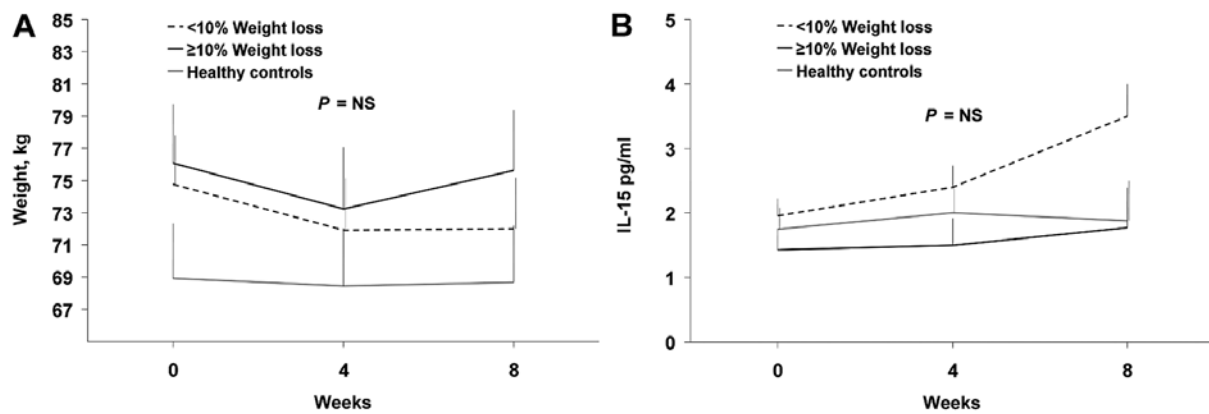 A
<10% Weight loss
≥10% Weight loss
Healthy controls
P = NS
Weight, kg
85
83
81
79
77
75
73
71
69
67
0 4 8
Weeks
B
<10% Weight loss
≥10% Weight loss
Healthy controls
P = NS
IL-15 pg/ml
5
4
3
2
1
0
0 4 8
Weeks